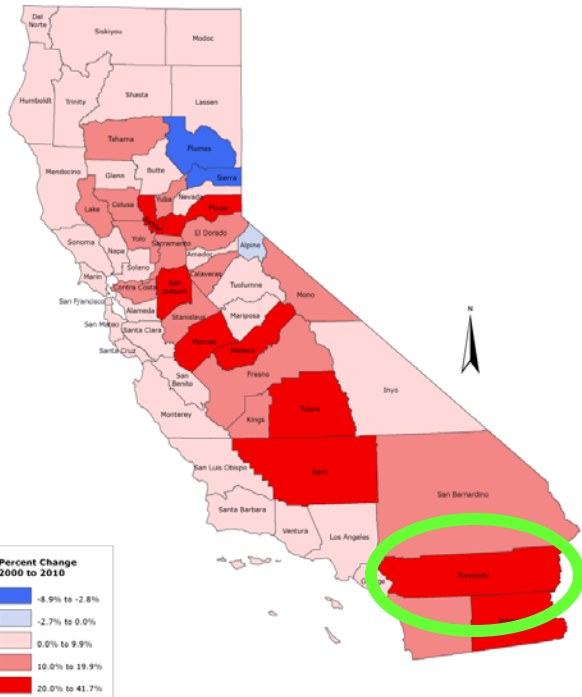 Del
Norte
Siskiyou
Modoc
Humboldt
Trinity
Shasta
Lassen
Tehama
Plumas
Mendocino
Glenn
Butte
Sierra
Nevada
Yuba
Placer
Lake
Colusa
El Dorado
Yolo
Sonoma
Napa
Sacramento
Alpine
Amador
Solano
Marin
Calaveras
Tuolumne
Contra Costa
San
Joaquin
Mono
San Francisco
Alameda
Stanislaus
Mariposa
San Mateo
Santa Clara
Merced
Madera
Santa Cruz
San
Benito
Fresno
Inyo
Monterey
Kings
Tulare
San Luis Obispo
Kern
San Bernardino
Santa Barbara
Ventura
Los Angeles
Riverside
N
Percent Change
2000 to 2010
-8.9% to -2.8%
-2.7% to 0.0%
0.0% to 9.9%
10.0% to 19.9%
20.0% to 41.7%